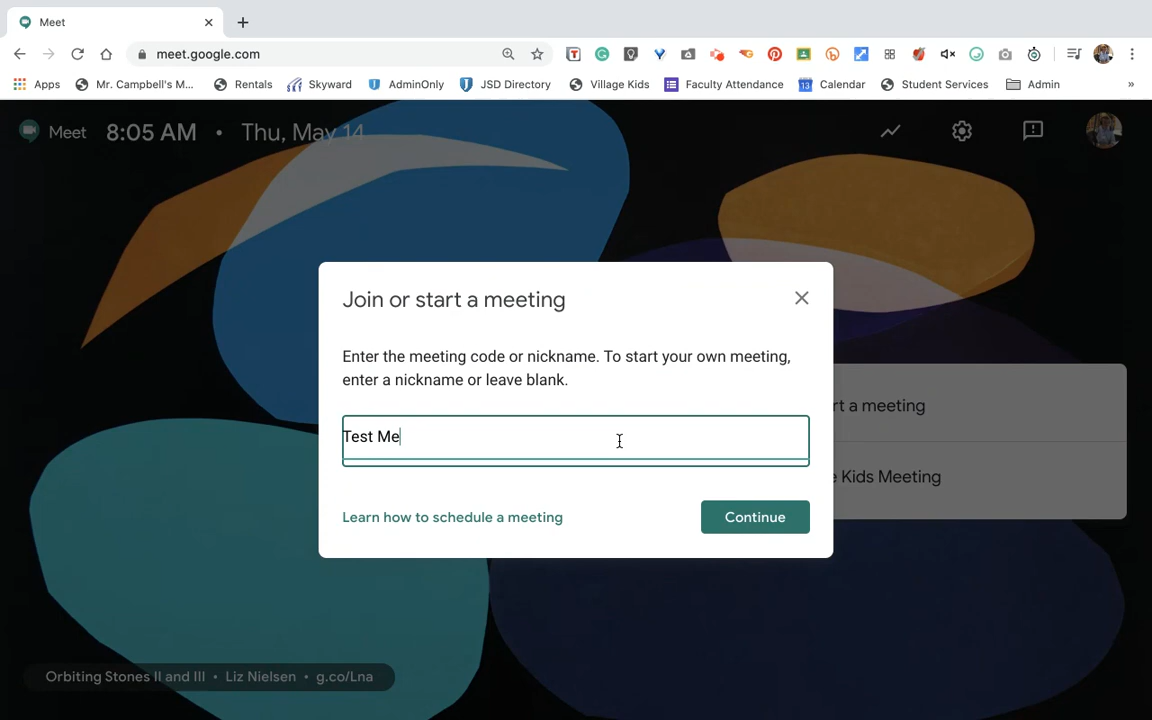 Meet
meet.google.com
Apps Mr. Campbell's M... Rentals Skyward AdminOnly JSD Directory Village Kids Faculty Attendance Calendar Student Services Admin »
Meet 8:05 AM • Thu, May 14
Join or start a meeting
Enter the meeting code or nickname. To start your own meeting,
enter a nickname or leave blank.
rt a meeting
Test Me
e Kids Meeting
Learn how to schedule a meeting Continue
Orbiting Stones II and III • Liz Nielsen • g.co/Lna